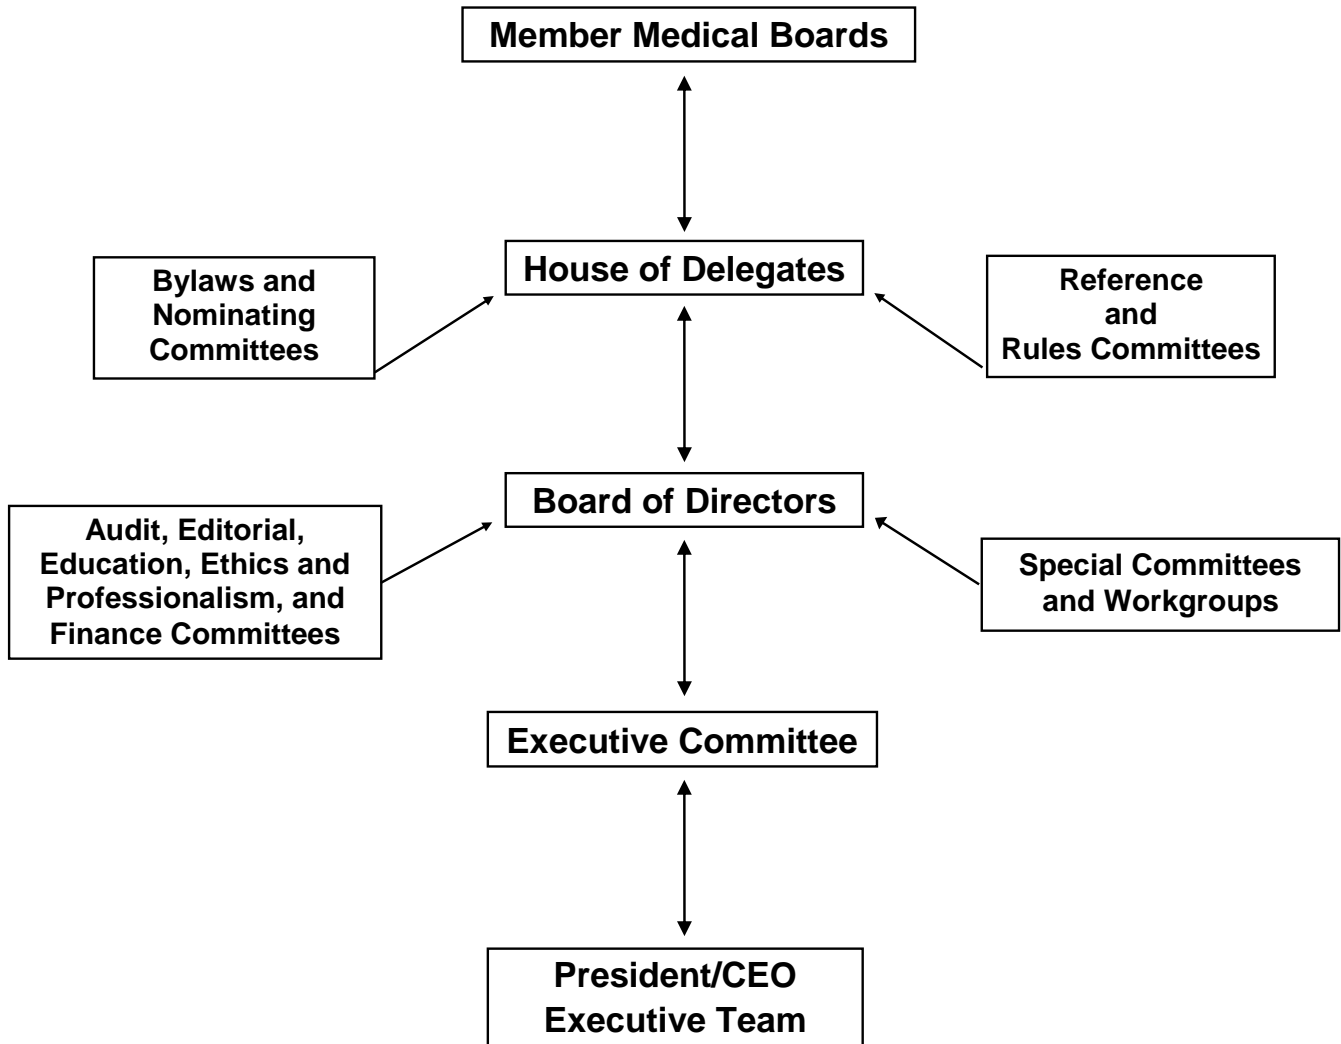 Member Medical Boards
House of Delegates
Bylaws and
Nominating
Committees
Reference
and
Rules Committees
Board of Directors
Audit, Editorial,
Education, Ethics and
Professionalism, and
Finance Committees
Special Committees
and Workgroups
Executive Committee
President/CEO
Executive Team